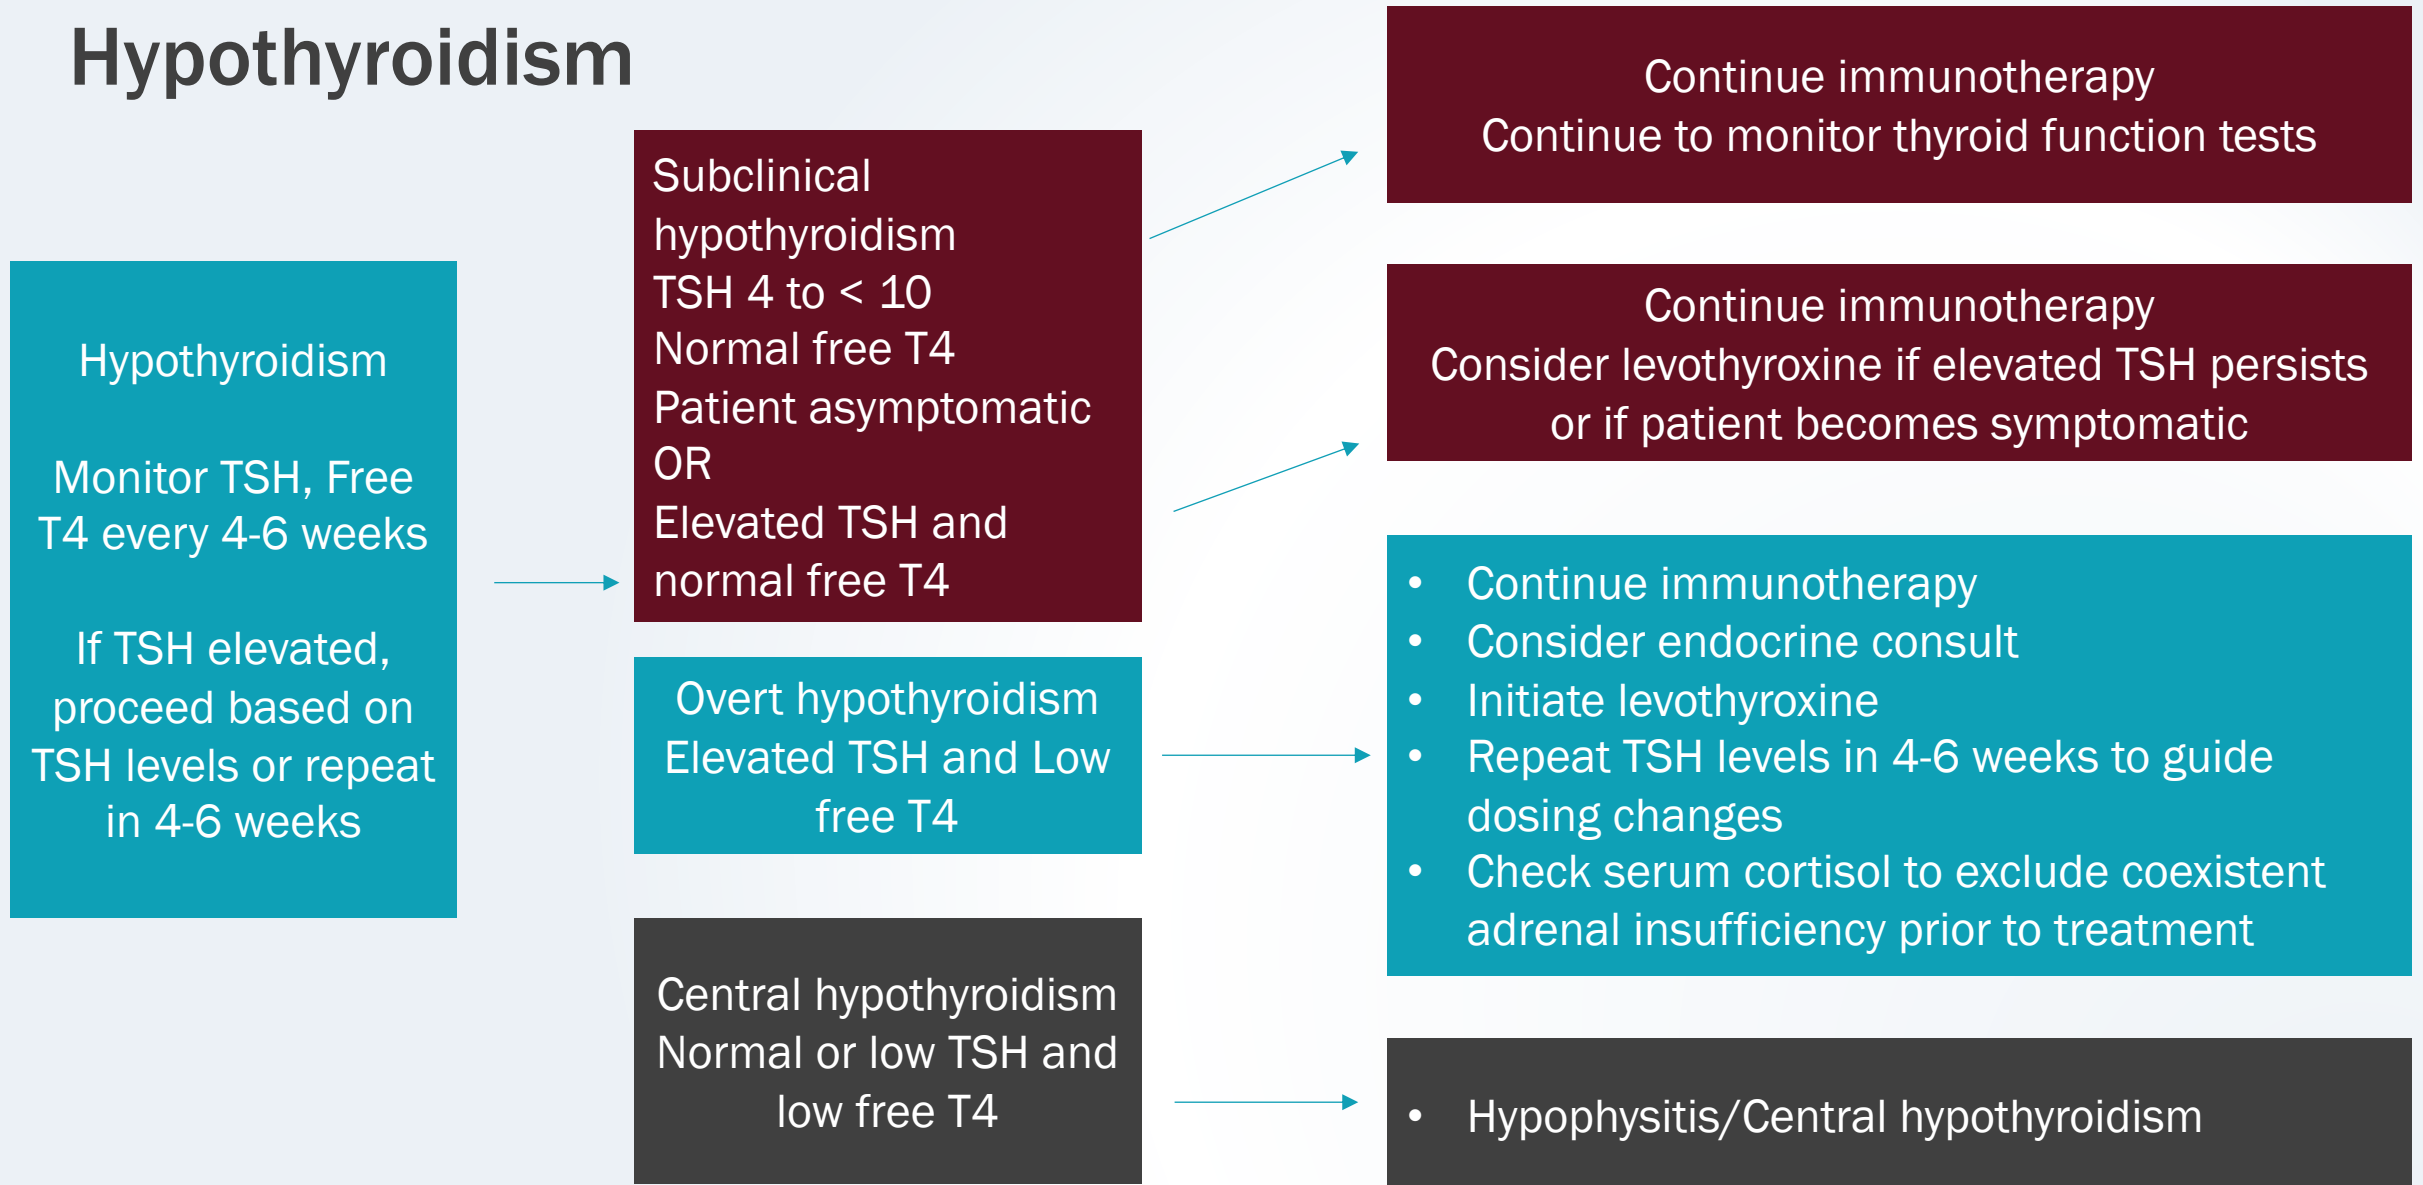 Hypothyroidism
Hypothyroidism
Monitor TSH, Free
T4 every 4-6 weeks
If TSH elevated,
proceed based on
TSH levels or repeat
in 4-6 weeks
Subclinical
hypothyroidism
TSH 4 to < 10
Normal free T4
Patient asymptomatic
OR
Elevated TSH and
normal free T4
Overt hypothyroidism
Elevated TSH and Low
free T4
Central hypothyroidism
Normal or low TSH and
low free T4
Continue immunotherapy
Continue to monitor thyroid function tests
Continue immunotherapy
Consider levothyroxine if elevated TSH persists
or if patient becomes symptomatic
• Continue immunotherapy
• Consider endocrine consult
• Initiate levothyroxine
• Repeat TSH levels in 4-6 weeks to guide
dosing changes
• Check serum cortisol to exclude coexistent
adrenal insufficiency prior to treatment
• Hypophysitis/Central hypothyroidism